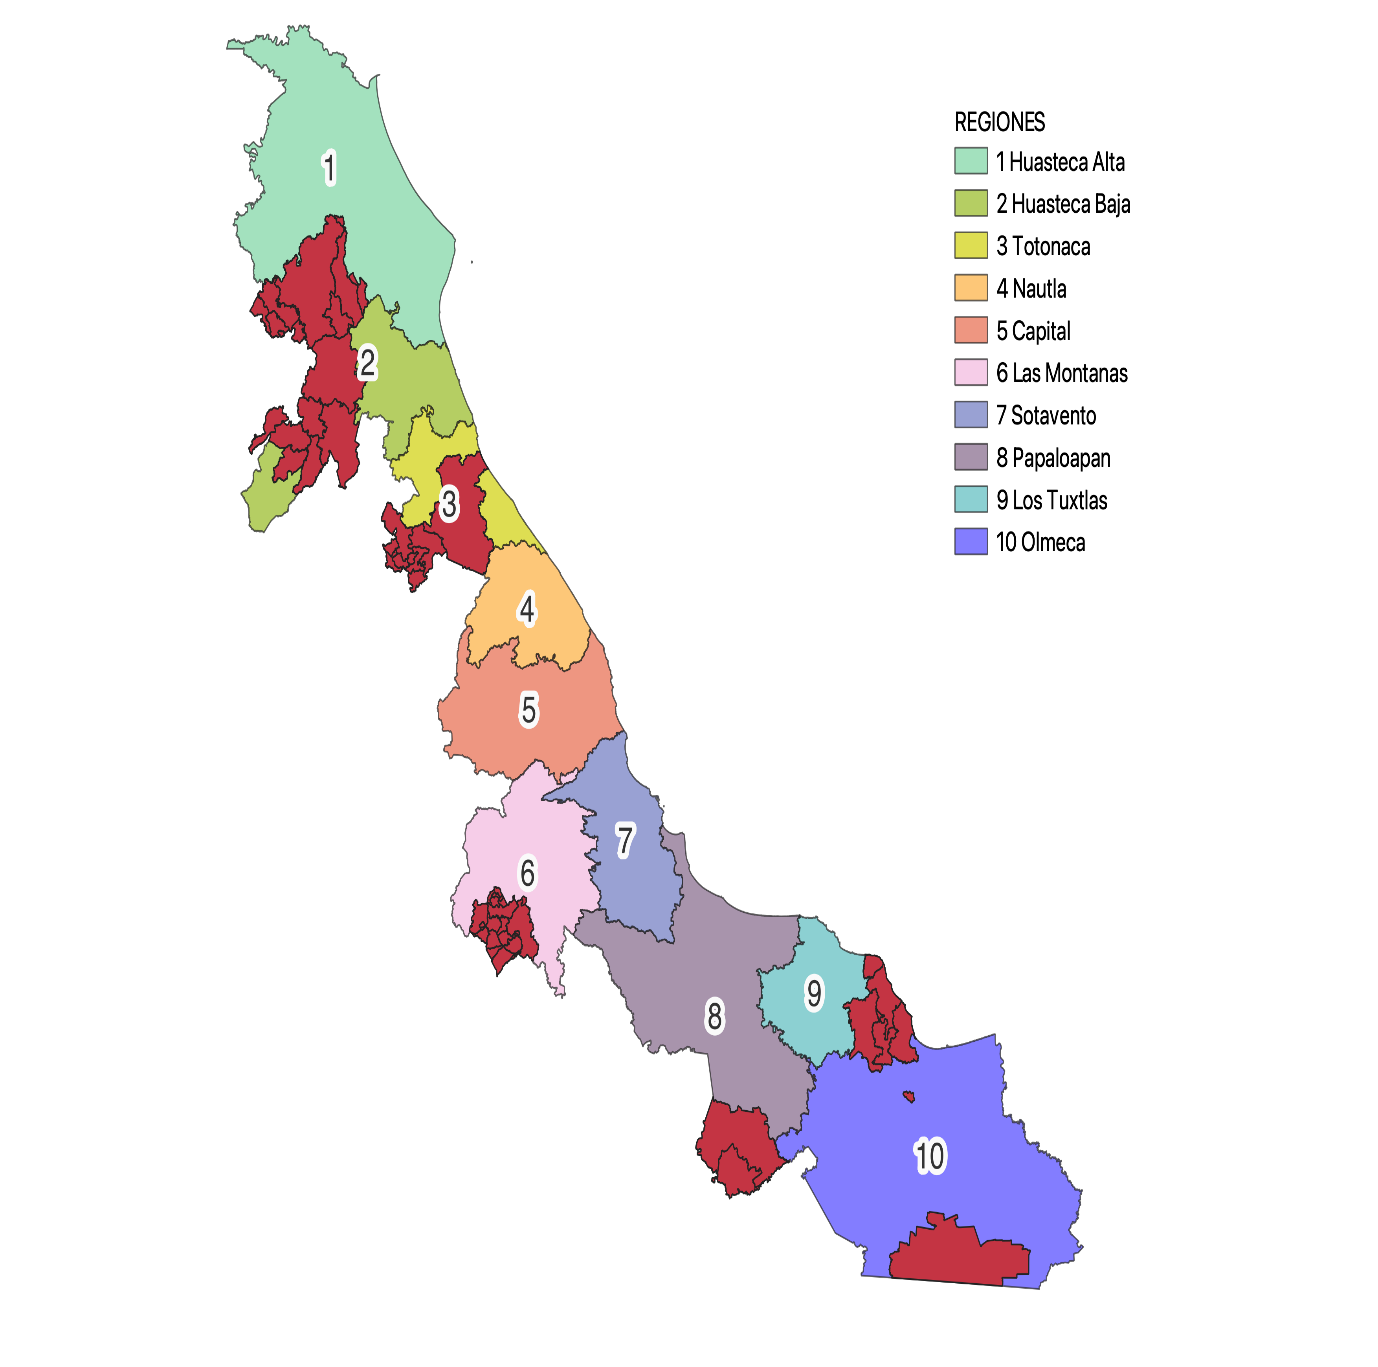 REGIONES
1 Huasteca Alta
2 Huasteca Baja
3 Totonaca
4 Nautla
5 Capital
6 Las Montanas
7 Sotavento
8 Papaloapan
9 Los Tuxtlas
10 Olmeca
1
2
3
4
5
6
7
8
9
10